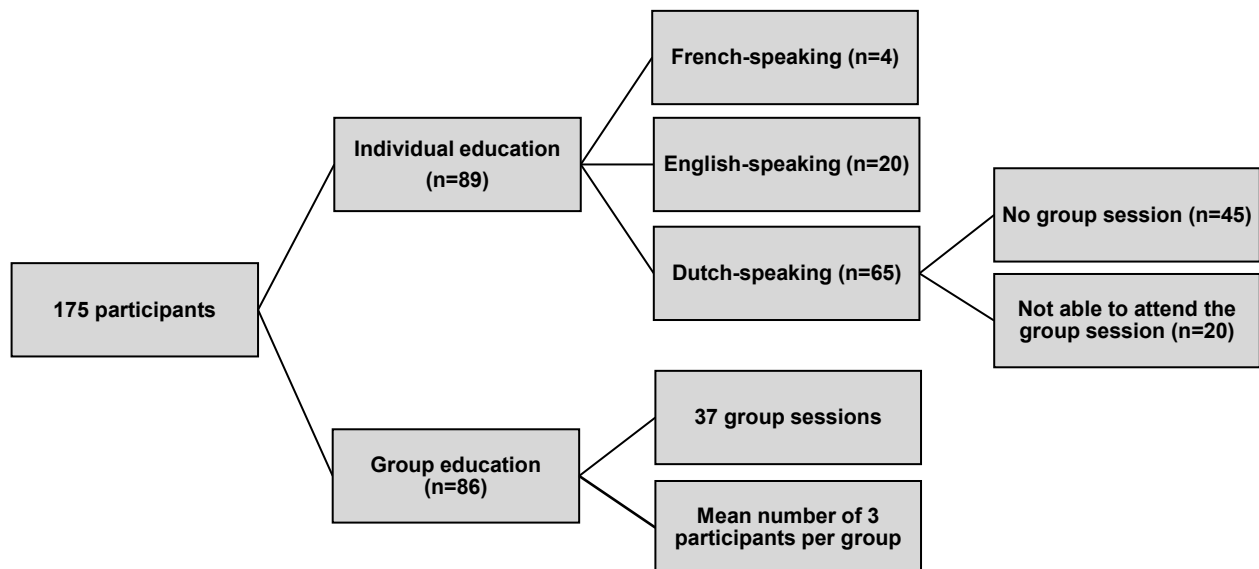 175 participants
Individual education
(n=89)
French-speaking (n=4)
English-speaking (n=20)
Dutch-speaking (n=65)
No group session (n=45)
Not able to attend the
group session (n=20)
Group education
(n=86)
37 group sessions
Mean number of 3
participants per group